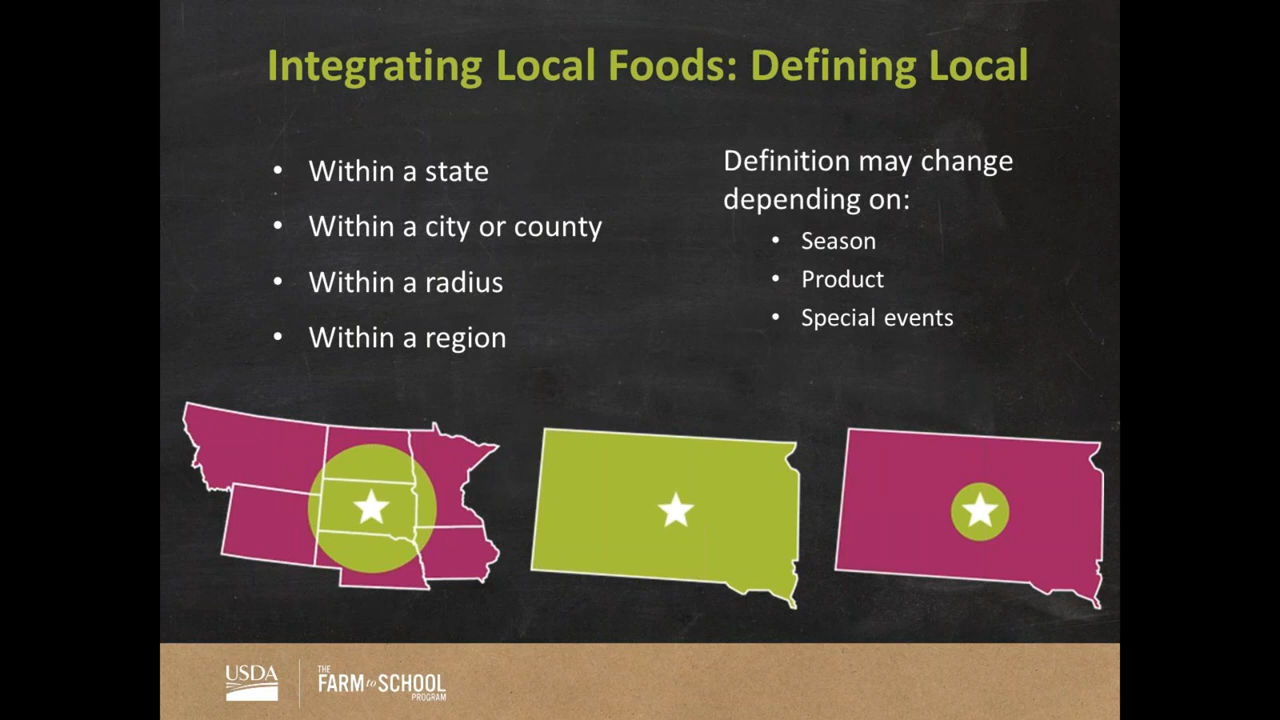 Integrating Local Foods: Defining Local
• Within a state
• Within a city or county
• Within a radius
• Within a region
Definition may change
depending on:
• Season
• Product
• Special events
USDA
THE
FARM to SCHOOL
PROGRAM